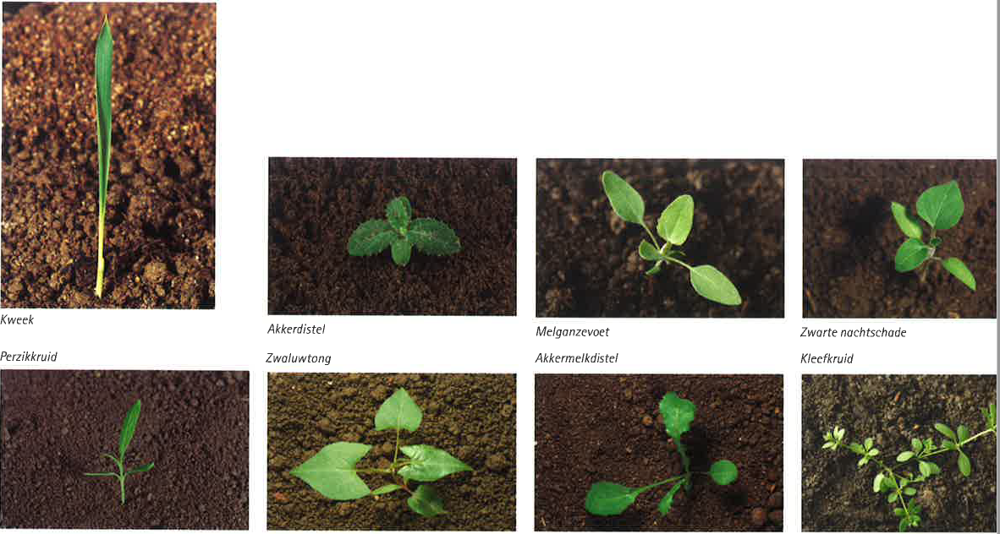 Kweek
Akkerdistel
Melganzevoet
Zwarte nachtschade
Perzikkruid
Zwaluwtong
Akkermelkdistel
Kleefkruid